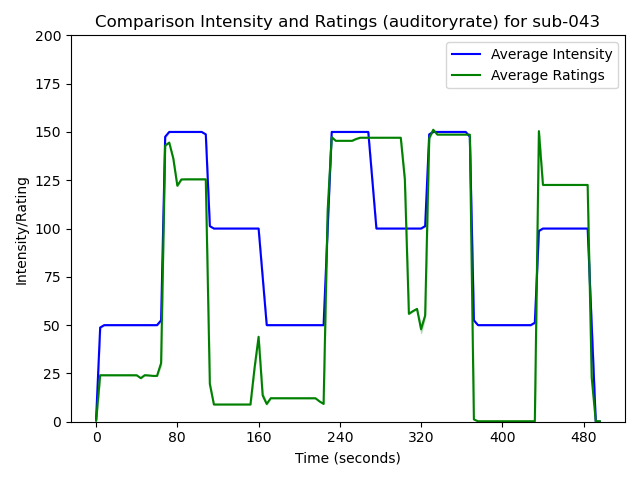 Comparison Intensity and Ratings (auditoryrate) for sub-043
Average Intensity
Average Ratings
Intensity/Rating
200
175
150
125
100
75
50
25
0
0 80 160 240 320 400 480
Time (seconds)